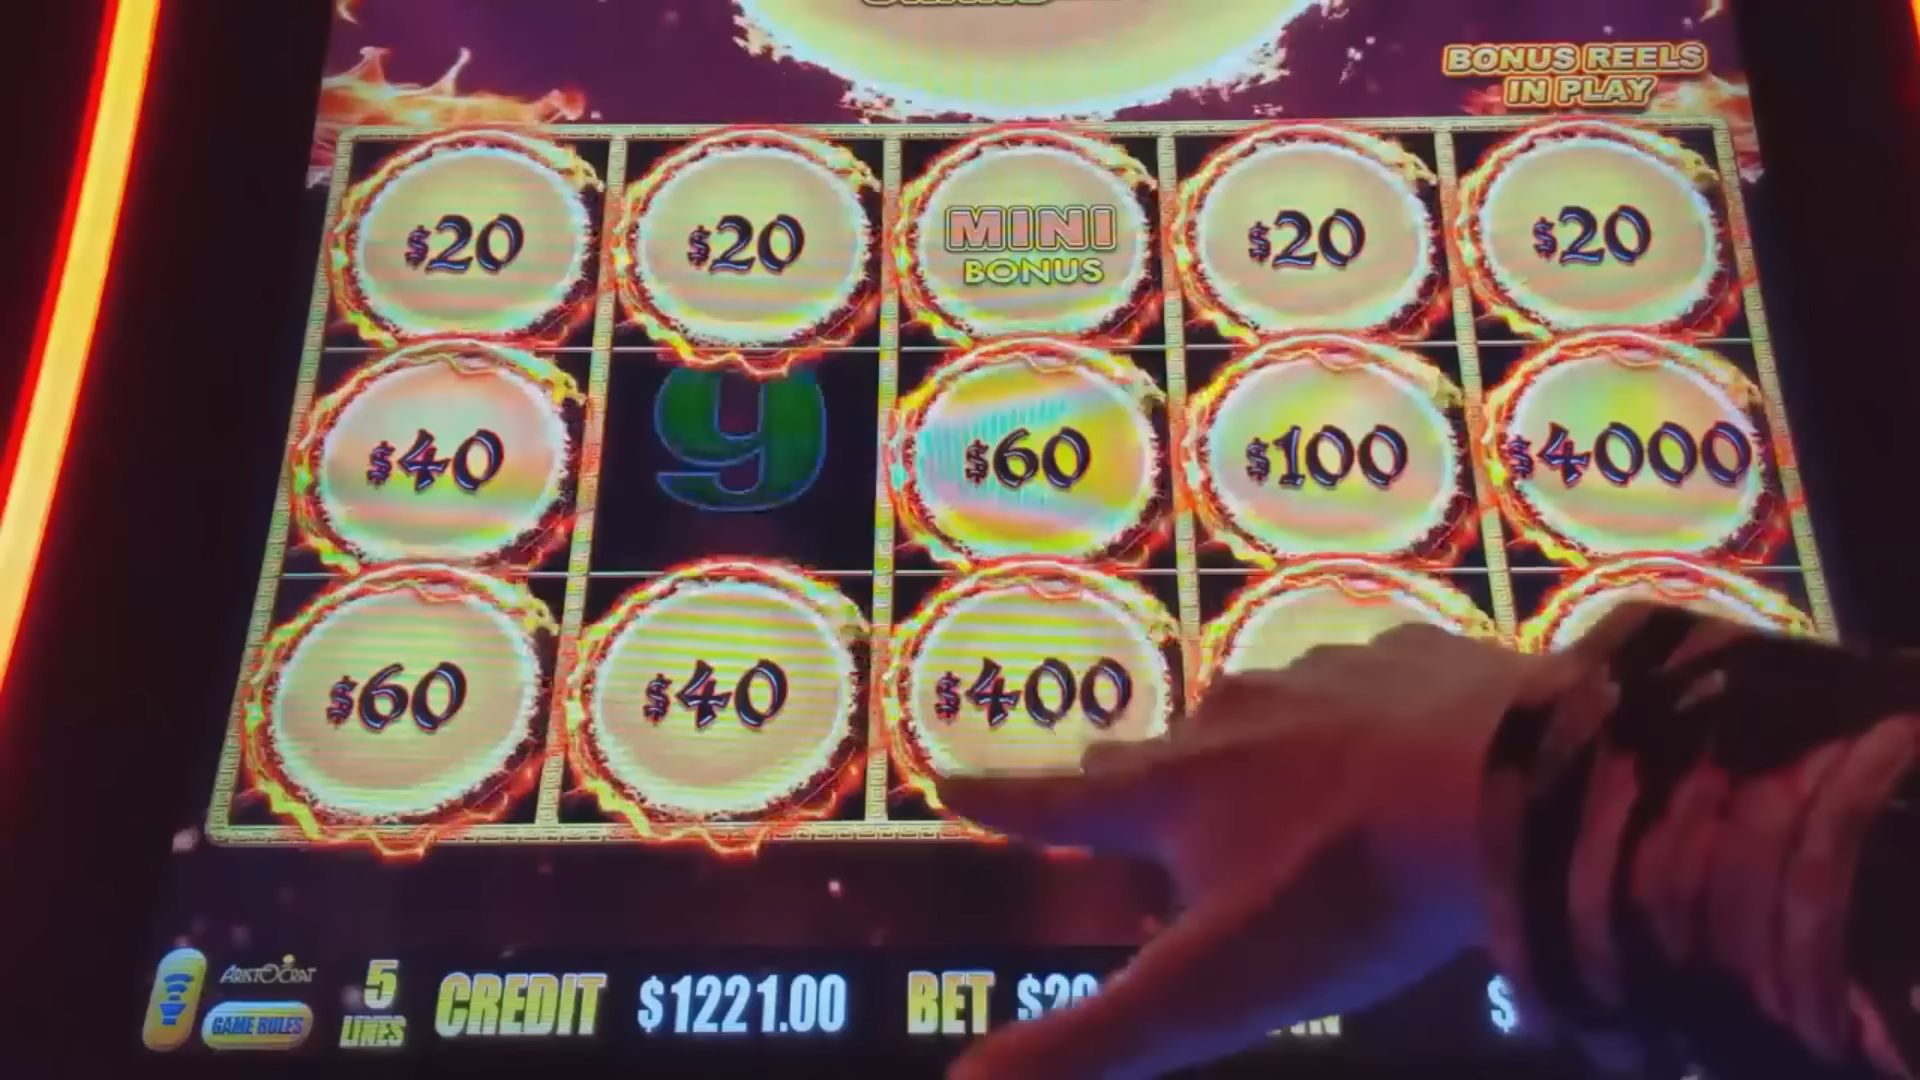 BONUS REELS
IN PLAY
$20
$20
MINI
BONUS
$20
$20
$40
9
$60
$100
$4000
$60
$40
$400
ARISTOCRAT
GAME RULES
5
LINES
CREDIT $1221.00
BET
$